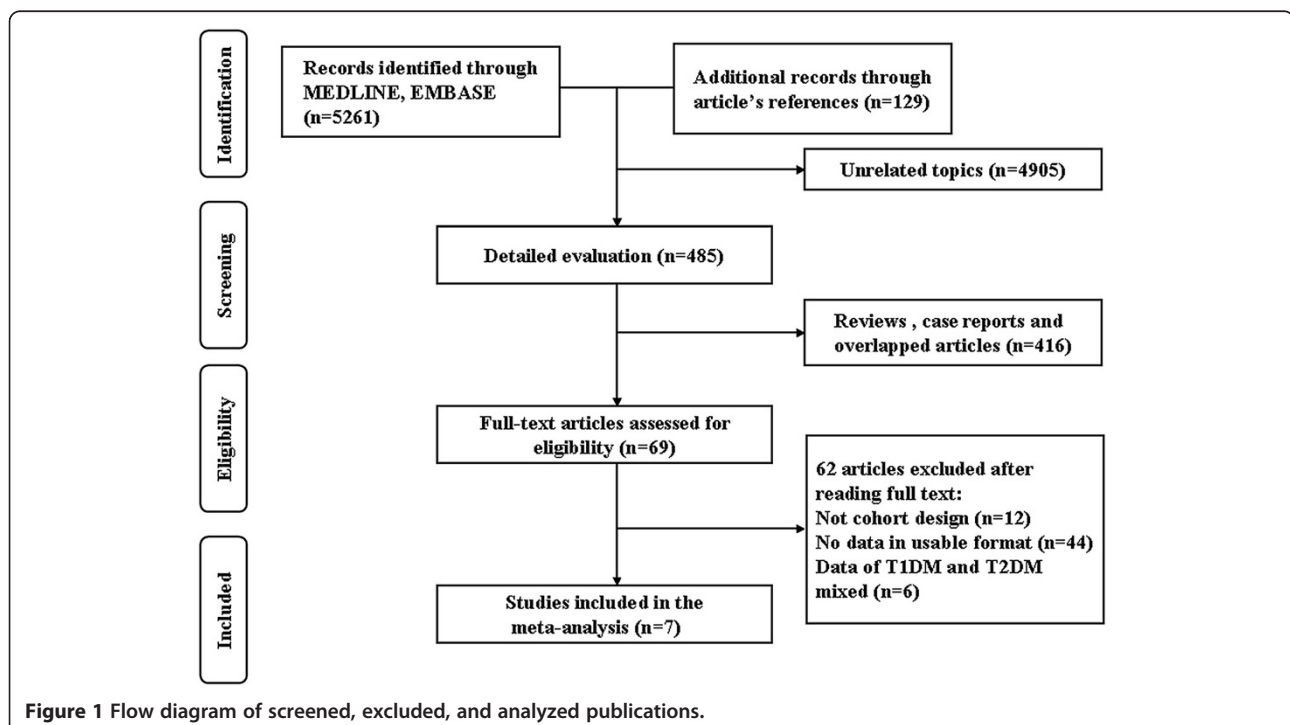 Identification
Records identified through
MEDLINE, EMBASE
(n=5261)
Additional records through
article's references (n=129)
Unrelated topics (n=4905)
Screening
Detailed evaluation (n=485)
Reviews , case reports and
overlapped articles (n=416)
Eligibility
Full-text articles assessed for
eligibility (n=69)
62 articles excluded after
reading full text:
Not cohort design (n=12)
No data in usable format (n=44)
Data of T1DM and T2DM
mixed (n=6)
Included
Studies included in the
meta-analysis (n=7)
Figure 1 Flow diagram of screened, excluded, and analyzed publications.